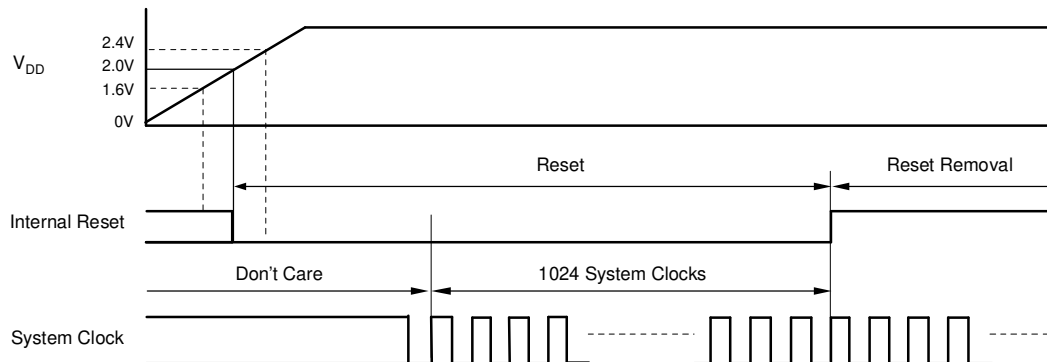 2.4V
V_DD
2.0V
1.6V
0V
Reset
Reset Removal
Internal Reset
Don't Care
1024 System Clocks
System Clock